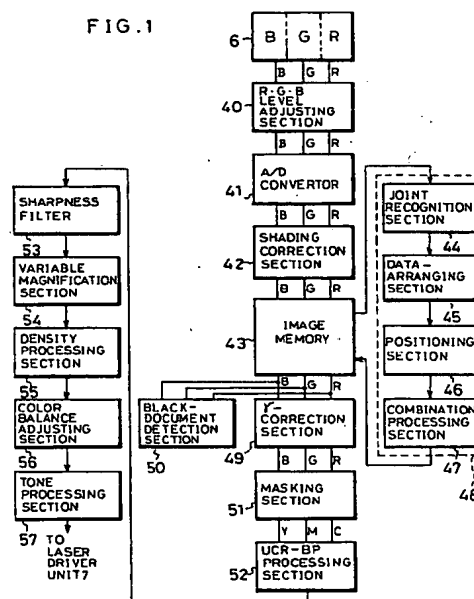 FIG.1
B G R
6
B G R
R·G·B
LEVEL
ADJUSTING
SECTION
40
B G R
A/D
CONVERTOR
41
B G R
SHADING
CORRECTION
SECTION
42
B G R
IMAGE
MEMORY
43
B G R
BLACK-
DOCUMENT
DETECTION
SECTION
50
γ-
CORRECTION
SECTION
49
B G R
MASKING
SECTION
51
Y M C
UCR-BP
PROCESSING
SECTION
52
JOINT
RECOGNITION
SECTION
44
DATA-
ARRANGING
SECTION
45
POSITIONING
SECTION
46
COMBINATION
PROCESSING
SECTION
47
48
SHARPNESS
FILTER
53
VARIABLE
MAGNIFICATION
SECTION
54
DENSITY
PROCESSING
SECTION
55
COLOR
BALANCE
ADJUSTING
SECTION
56
TONE
PROCESSING
SECTION
57
TO
LASER
DRIVER
UNIT7